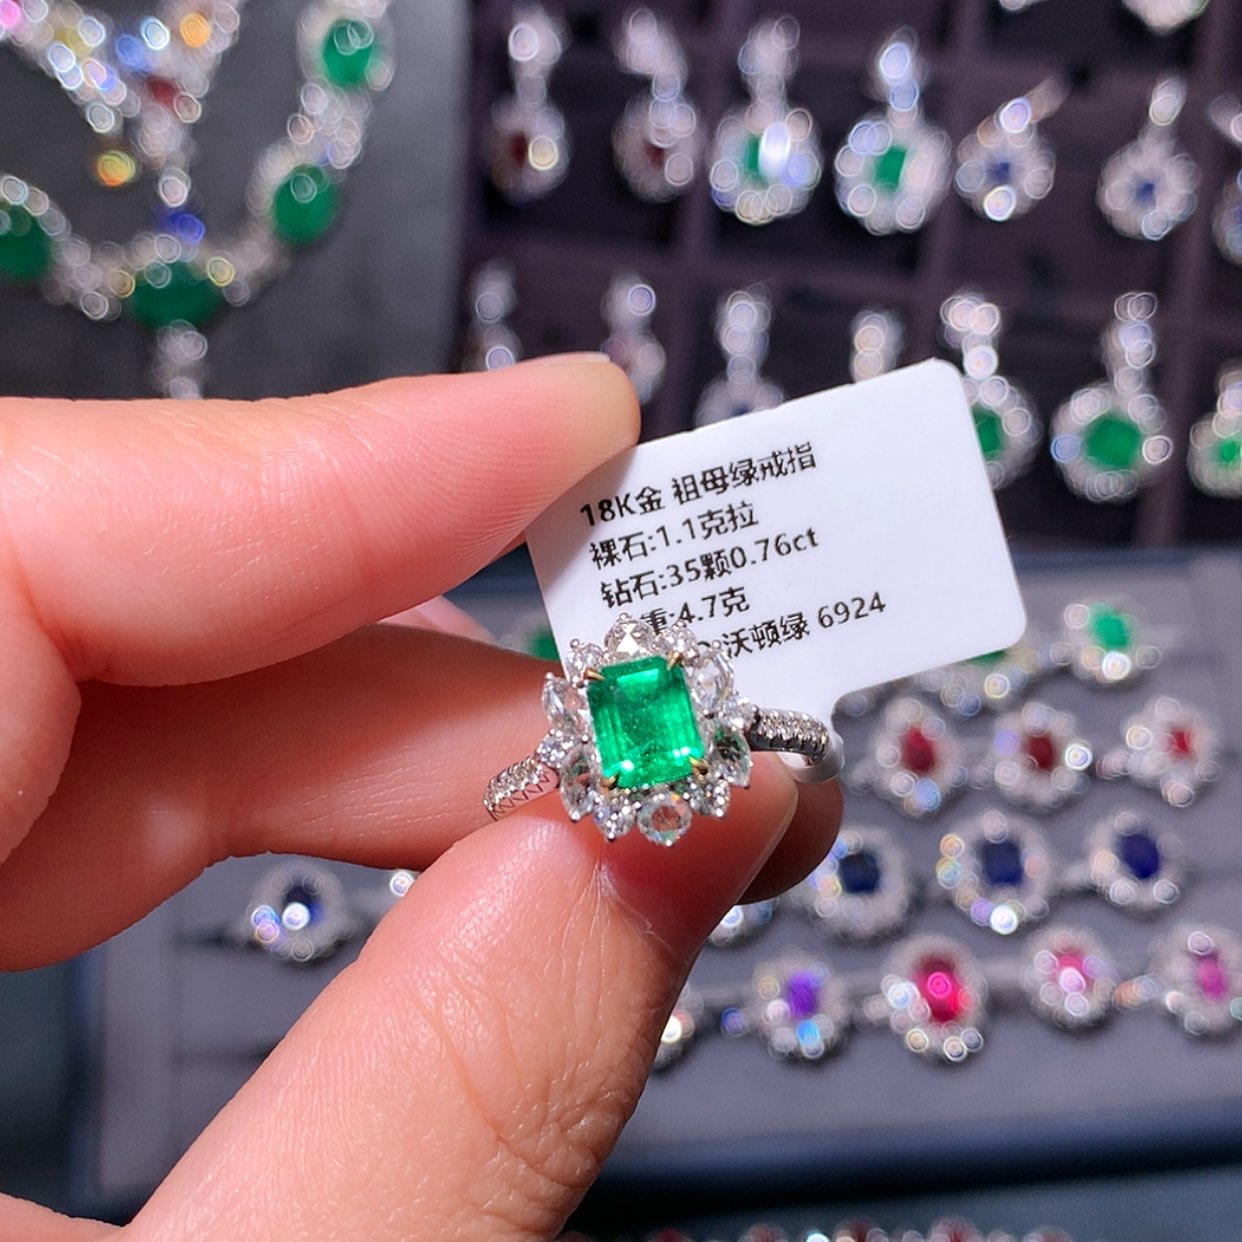 18K金 祖母绿戒指
裸石:1.1克拉
钻石:35颗0.76ct
重:4.7克
沃顿绿 6924